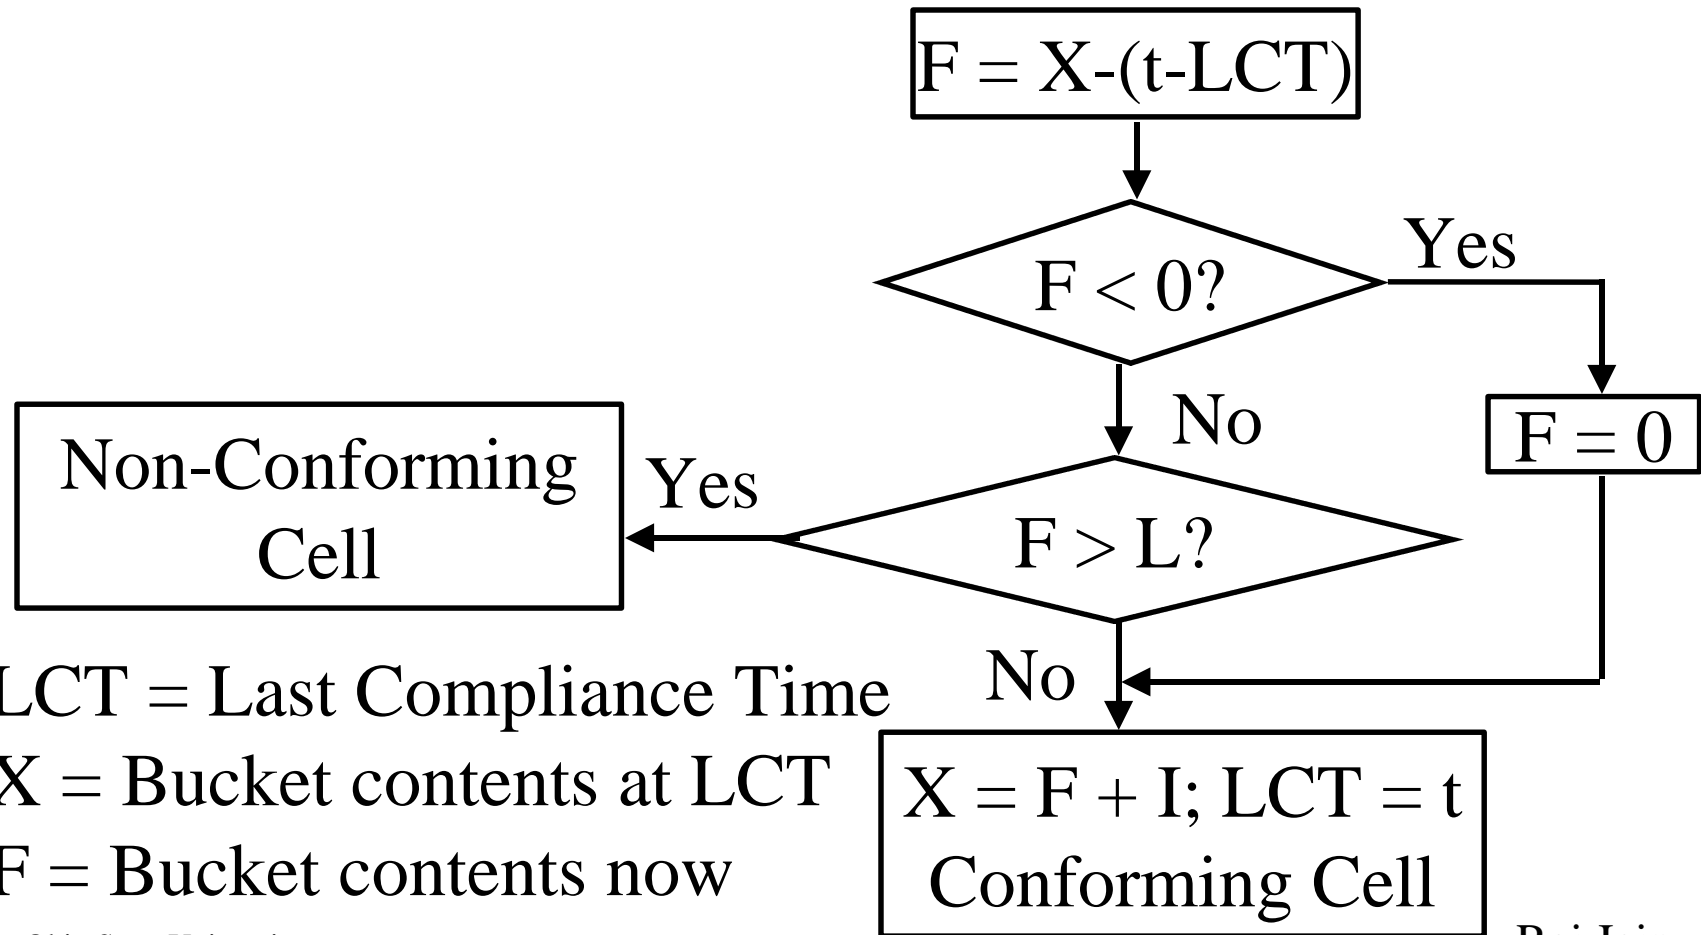 F = X-(t-LCT)
F < 0?
Yes
No
F = 0
Non-Conforming
Cell
Yes
F > L?
No
LCT = Last Compliance Time
X = Bucket contents at LCT
F = Bucket contents now
X = F + I; LCT = t
Conforming Cell